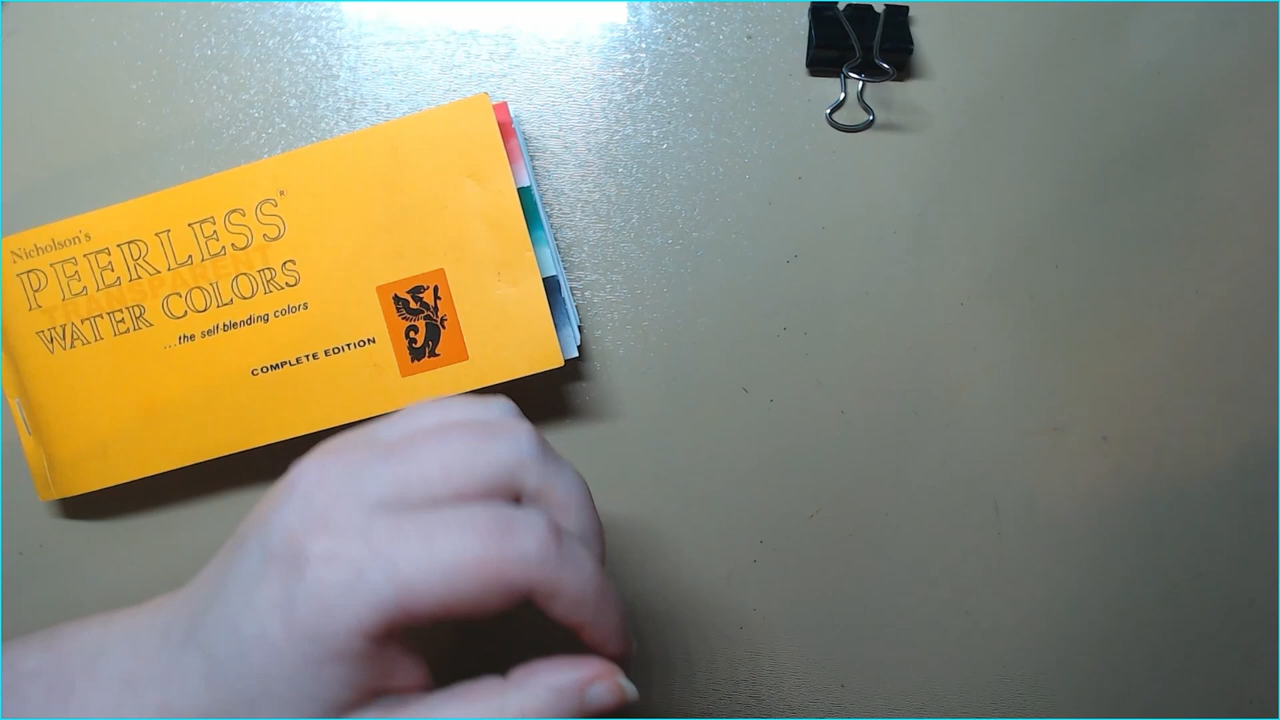 Nicholson's
PEERLESS®
TRANSPARENT
WATER COLORS
...the self-blending colors
COMPLETE EDITION